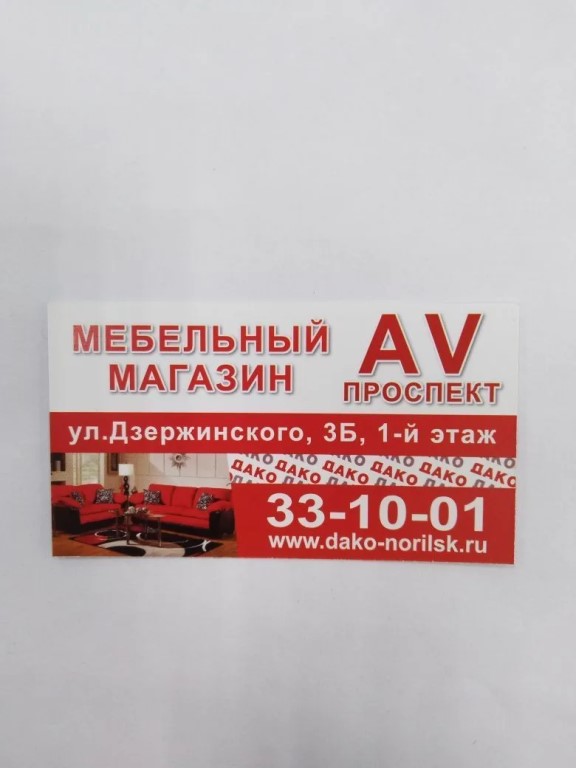 МЕБЕЛЬНЫЙ
МАГАЗИН
AV
ПРОСПЕКТ
ул.Дзержинского, 3Б, 1-й этаж
ДАКО ДАКО ДАКО ДАКО ДАКО ДАКО
33-10-01
www.dako-norilsk.ru